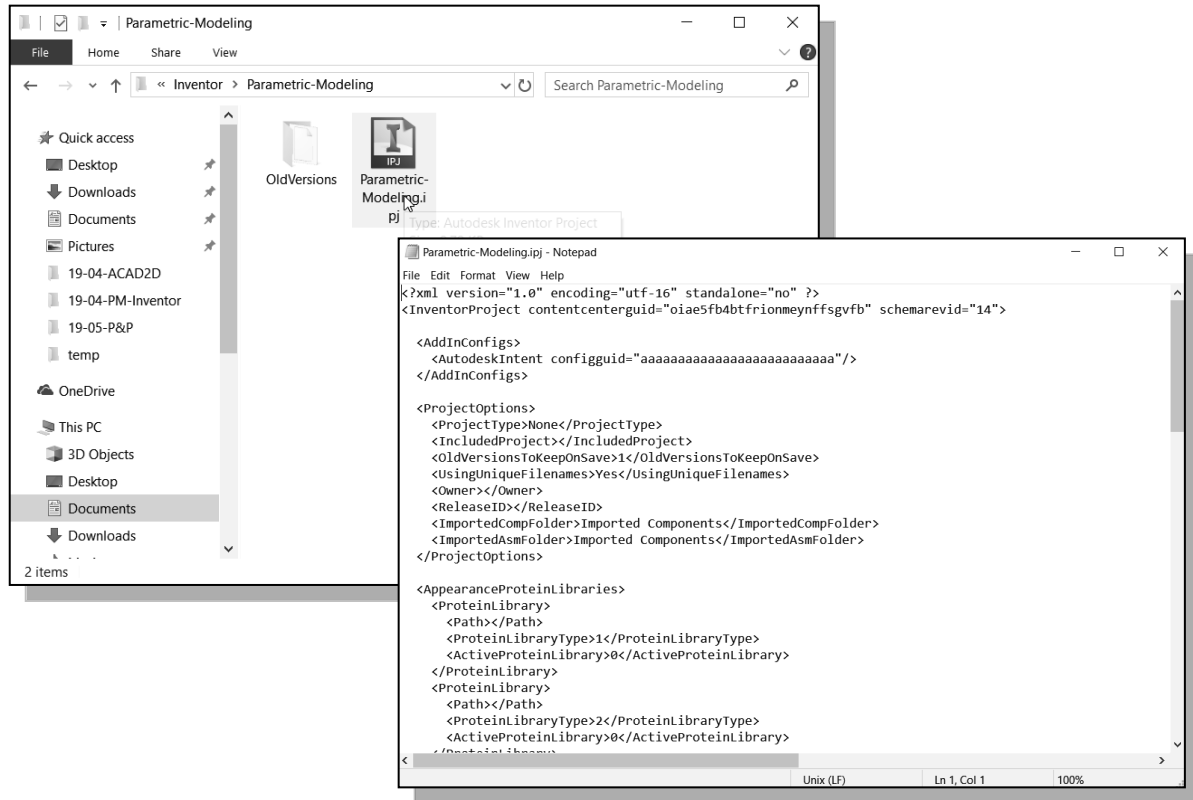 Parametric-Modeling
File Home Share View
« Inventor > Parametric-Modeling
Search Parametric-Modeling
Quick access
Desktop
Downloads
Documents
Pictures
19-04-ACAD2D
19-04-PM-Inventor
19-05-P&P
temp
OneDrive
This PC
3D Objects
Desktop
Documents
Downloads
2 items
OldVersions
IPJ
Parametric-
Modeling.i
pj
Type: Autodesk Inventor Project
Parametric-Modeling.ipj - Notepad
File Edit Format View Help
<?xml version="1.0" encoding="utf-16" standalone="no" ?>
<InventorProject contentcenterguid="oiae5fb4btfrionmeynffsgvfb" schemarevid="14">
<AddInConfigs>
<AutodeskIntent configguid="aaaaaaaaaaaaaaaaaaaaaaaaaa"/>
</AddInConfigs>
<ProjectOptions>
<ProjectType>None</ProjectType>
<IncludedProject></IncludedProject>
<OldVersionsToKeepOnSave>1</OldVersionsToKeepOnSave>
<UsingUniqueFilenames>Yes</UsingUniqueFilenames>
<Owner></Owner>
<ReleaseID></ReleaseID>
<ImportedCompFolder>Imported Components</ImportedCompFolder>
<ImportedAsmFolder>Imported Components</ImportedAsmFolder>
</ProjectOptions>
<AppearanceProteinLibraries>
<ProteinLibrary>
<Path></Path>
<ProteinLibraryType>1</ProteinLibraryType>
<ActiveProteinLibrary>0</ActiveProteinLibrary>
</ProteinLibrary>
<ProteinLibrary>
<Path></Path>
<ProteinLibraryType>2</ProteinLibraryType>
<ActiveProteinLibrary>0</ActiveProteinLibrary>
Unix (LF) Ln 1, Col 1 100%